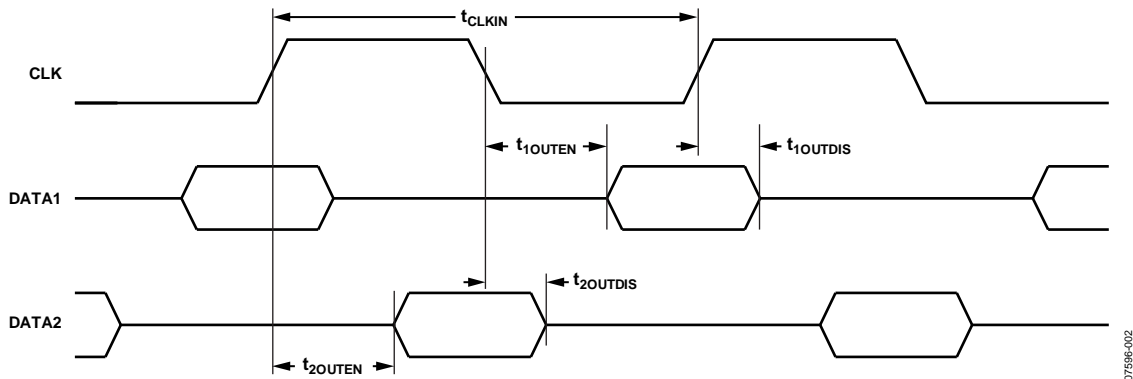 tCLKIN
CLK
t1OUTEN
t1OUTDIS
DATA1
t2OUTDIS
DATA2
t2OUTEN
07596-002